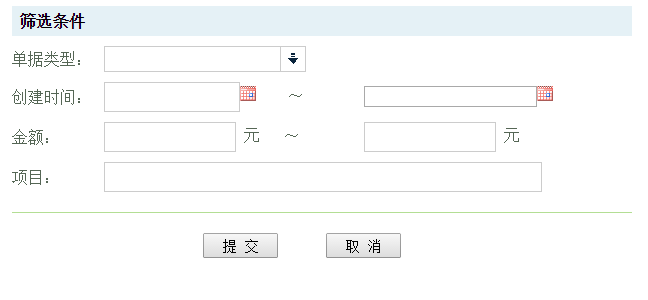 筛选条件
单据类型：
创建时间： ～
金额： 元 ～ 元
项目：
提 交 取 消